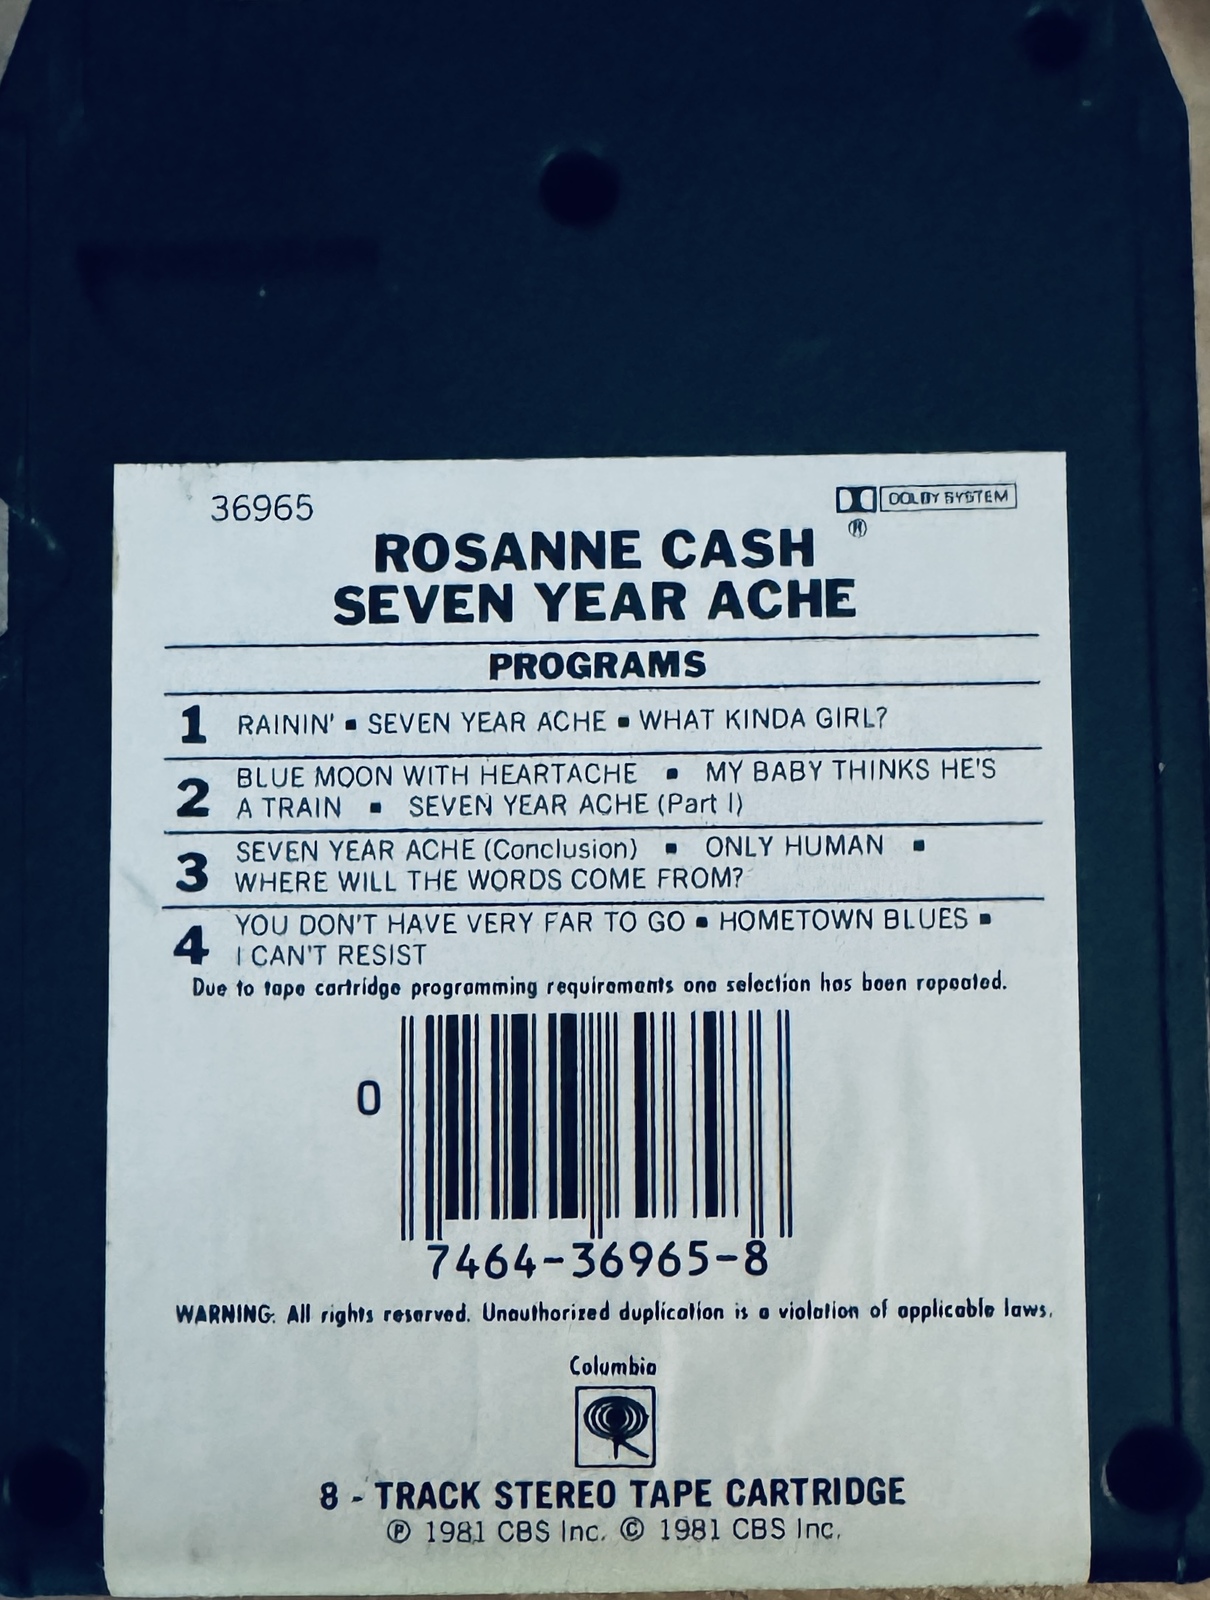 36965
DOLBY SYSTEM
®
ROSANNE CASH
SEVEN YEAR ACHE
PROGRAMS
1 RAININ' ▪ SEVEN YEAR ACHE ▪ WHAT KINDA GIRL?
2 BLUE MOON WITH HEARTACHE ▪ MY BABY THINKS HE'S
A TRAIN ▪ SEVEN YEAR ACHE (Part I)
3 SEVEN YEAR ACHE (Conclusion) ▪ ONLY HUMAN ▪
WHERE WILL THE WORDS COME FROM?
4 YOU DON'T HAVE VERY FAR TO GO ▪ HOMETOWN BLUES ▪
I CAN'T RESIST
Due to tape cartridge programming requirements one selection has been repeated.
0
7464-36965-8
WARNING: All rights reserved. Unauthorized duplication is a violation of applicable laws.
Columbia
8 - TRACK STEREO TAPE CARTRIDGE
℗ 1981 CBS Inc. © 1981 CBS Inc.